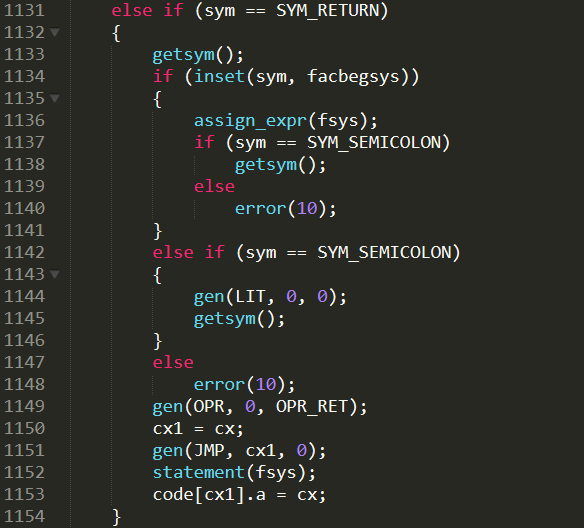 1131 else if (sym == SYM_RETURN)
1132 {
1133 getsym();
1134 if (inset(sym, facbegsys))
1135 {
1136 assign_expr(fsys);
1137 if (sym == SYM_SEMICOLON)
1138 getsym();
1139 else
1140 error(10);
1141 }
1142 else if (sym == SYM_SEMICOLON)
1143 {
1144 gen(LIT, 0, 0);
1145 getsym();
1146 }
1147 else
1148 error(10);
1149 gen(OPR, 0, OPR_RET);
1150 cx1 = cx;
1151 gen(JMP, cx1, 0);
1152 statement(fsys);
1153 code[cx1].a = cx;
1154 }